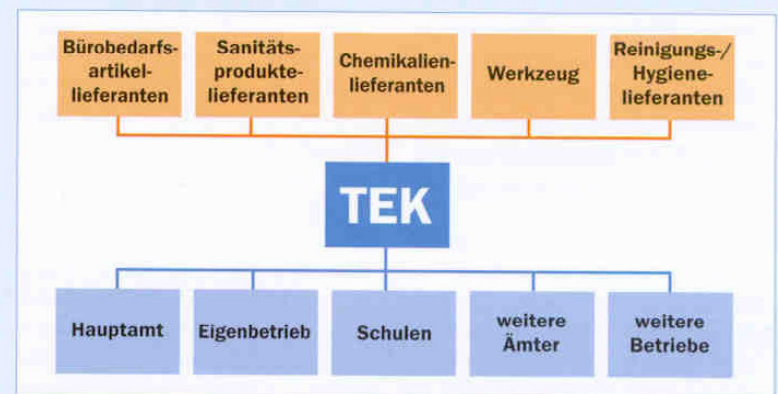 Bürobedarfs-
artikel-
lieferanten
Sanitäts-
produkte-
lieferanten
Chemikalien-
lieferanten
Werkzeug
Reinigungs-/
Hygiene-
lieferanten
TEK
Hauptamt
Eigenbetrieb
Schulen
weitere
Ämter
weitere
Betriebe